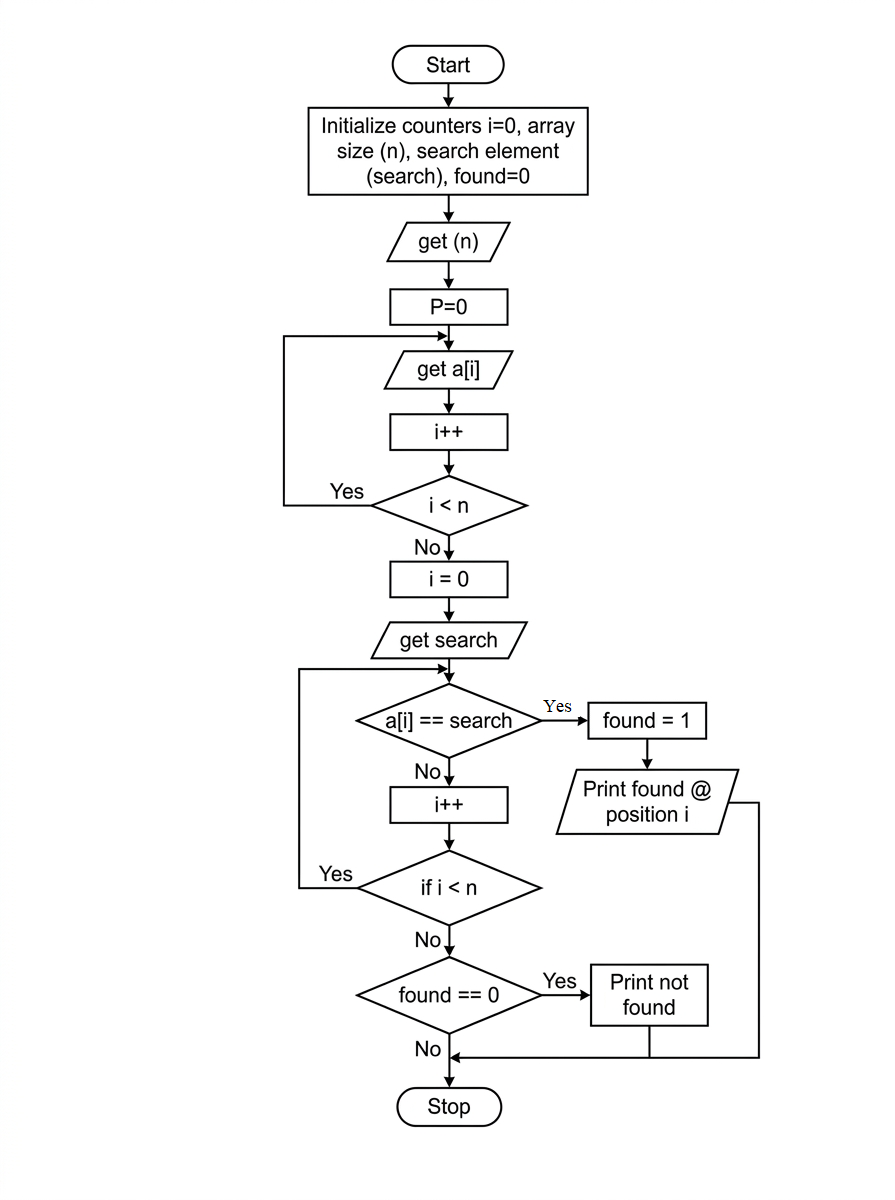 Start
Initialize counters i=0, array
size (n), search element
(search), found=0
get (n)
P=0
get a[i]
i++
Yes
i < n
No
i = 0
get search
a[i] == search
Yes
found = 1
No
Print found @
position i
i++
Yes
if i < n
No
found == 0
Yes
Print not
found
No
Stop